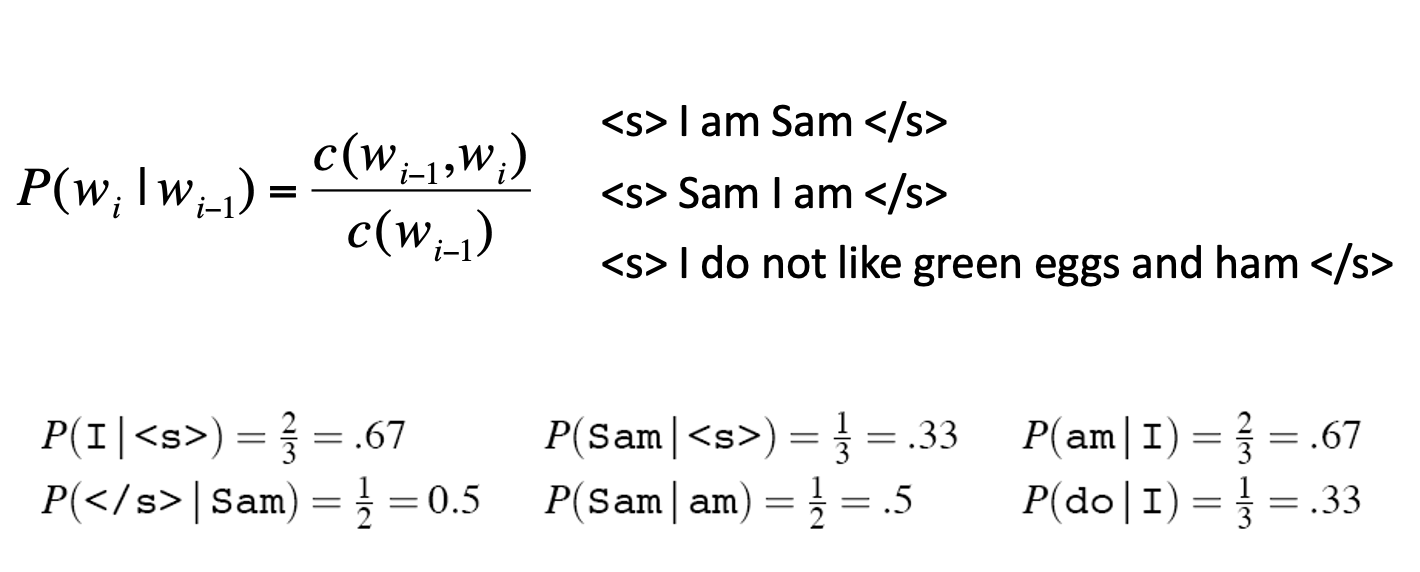 P(w_i | w_{i-1}) = c(w_{i-1},w_i) / c(w_{i-1})
<s> I am Sam </s>
<s> Sam I am </s>
<s> I do not like green eggs and ham </s>
P(I|<s>) = 2/3 = .67 P(Sam|<s>) = 1/3 = .33 P(am|I) = 2/3 = .67
P(</s>|Sam) = 1/2 = 0.5 P(Sam|am) = 1/2 = .5 P(do|I) = 1/3 = .33